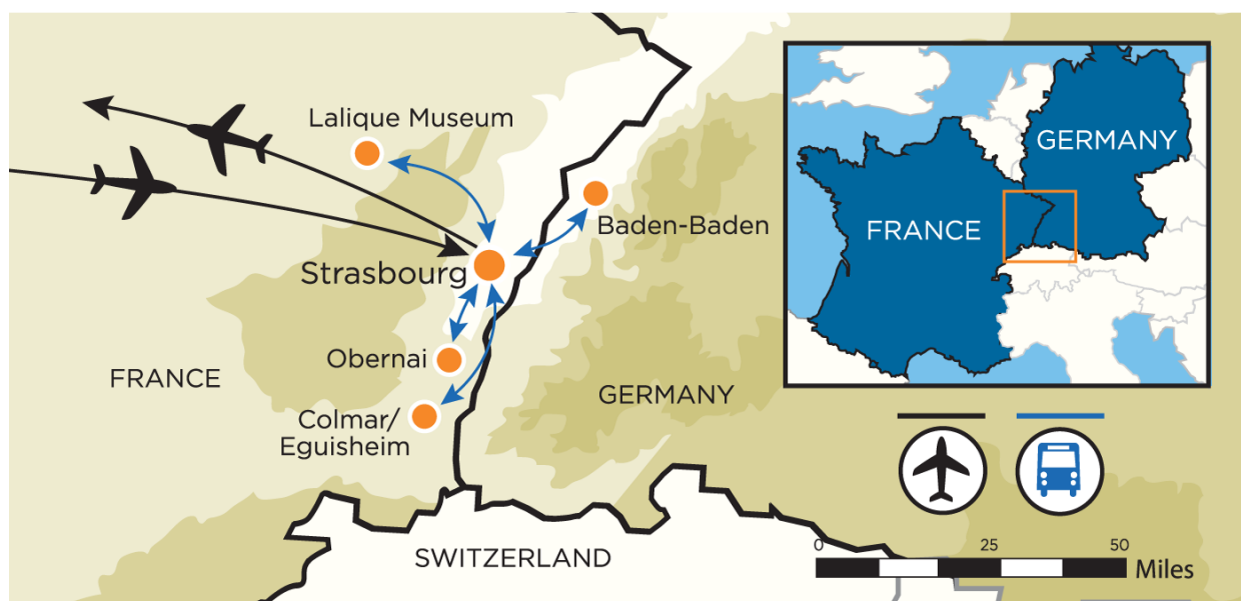 Lalique Museum
Baden-Baden
Strasbourg
Obernai
FRANCE
GERMANY
Colmar/
Eguisheim
SWITZERLAND
GERMANY
FRANCE
0
25
50
Miles